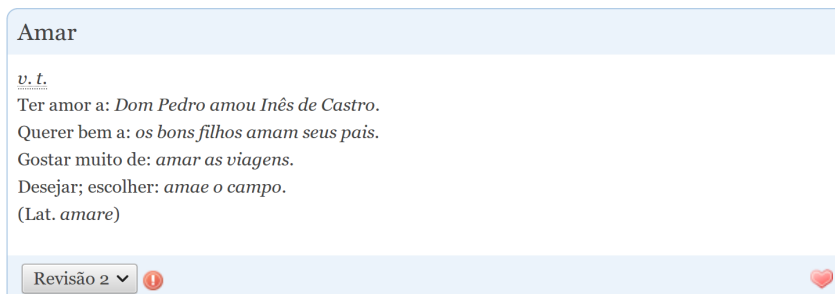 Amar
v. t.
Ter amor a: Dom Pedro amou Inês de Castro.
Querer bem a: os bons filhos amam seus pais.
Gostar muito de: amar as viagens.
Desejar; escolher: amae o campo.
(Lat. amare)
Revisão 2